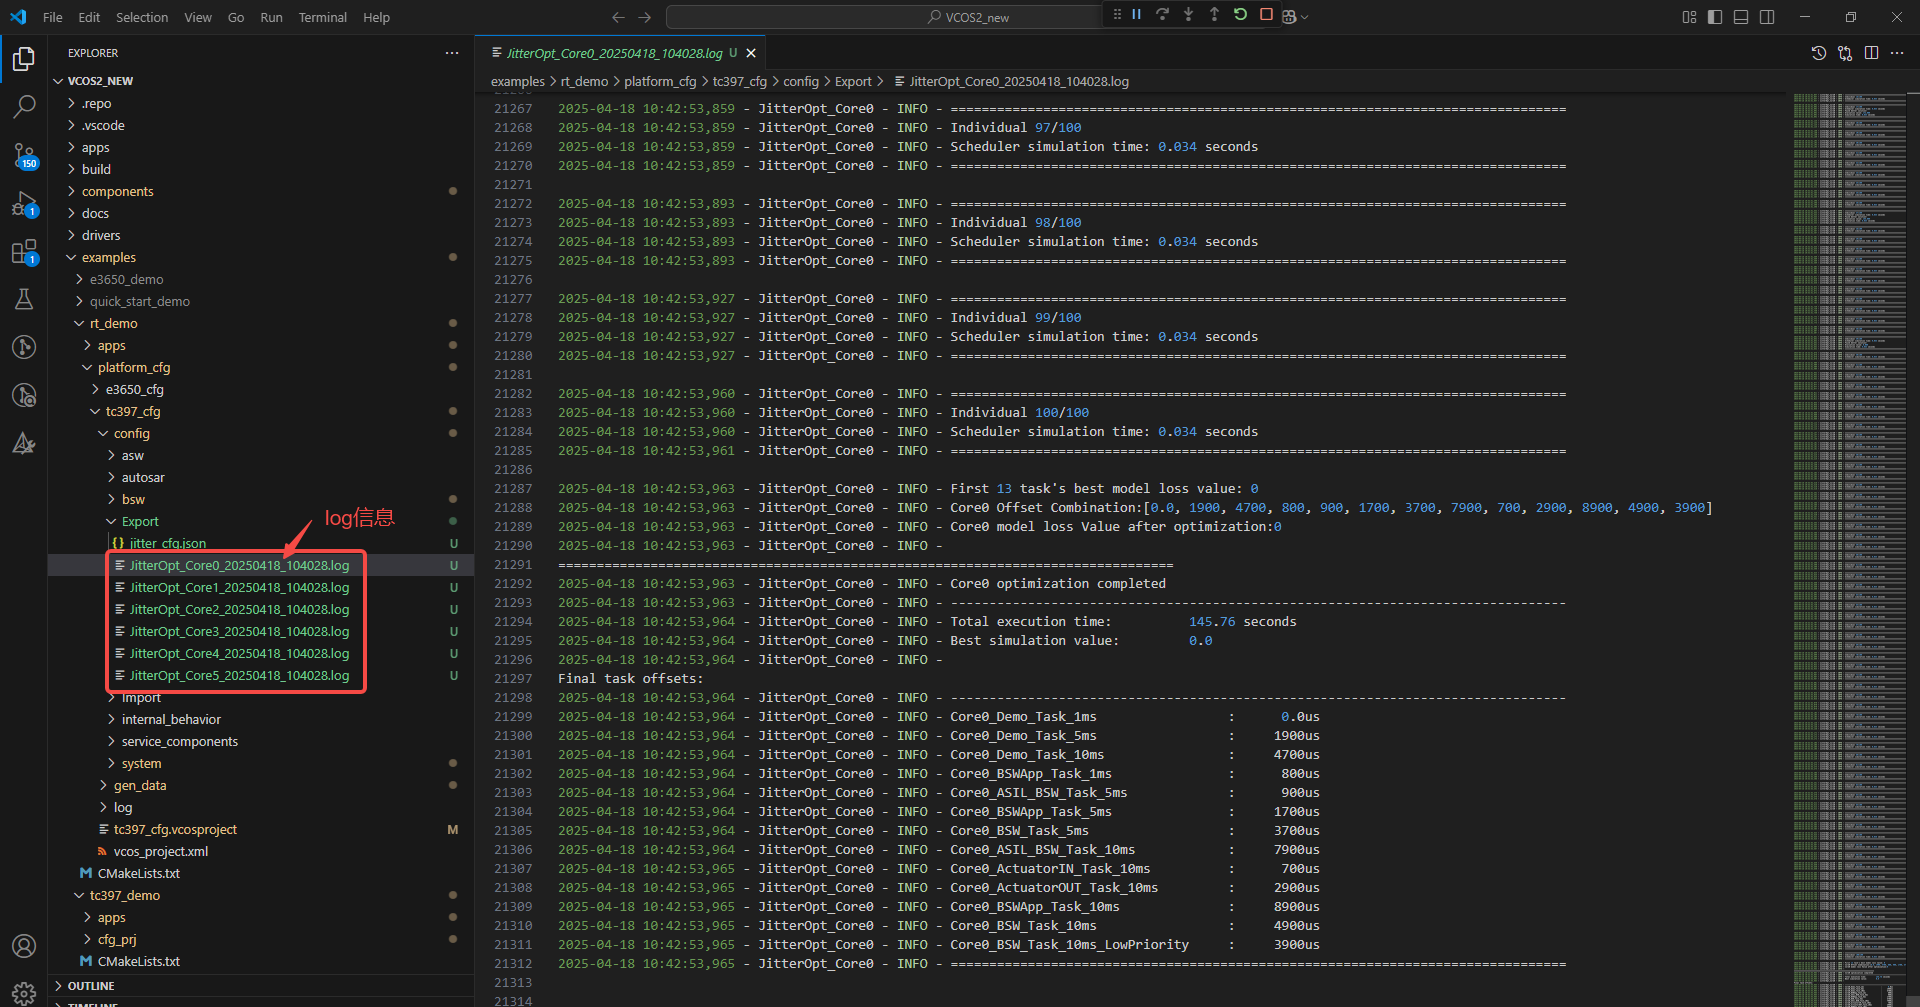 File Edit Selection View Go Run Terminal Help
VCOS2_new
EXPLORER
VCOS2_NEW
.repo
.vscode
apps
build
components
docs
drivers
examples
e3650_demo
quick_start_demo
rt_demo
apps
platform_cfg
e3650_cfg
tc397_cfg
config
asw
autosar
bsw
Export
jitter_cfg.json U
JitterOpt_Core0_20250418_104028.log U
JitterOpt_Core1_20250418_104028.log U
JitterOpt_Core2_20250418_104028.log U
JitterOpt_Core3_20250418_104028.log U
JitterOpt_Core4_20250418_104028.log U
JitterOpt_Core5_20250418_104028.log U
Import
internal_behavior
service_components
system
gen_data
log
tc397_cfg.vcosproject M
vcos_project.xml
CMakeLists.txt
tc397_demo
apps
cfg_prj
CMakeLists.txt
OUTLINE
TIMELINE
150
1
1
log信息
JitterOpt_Core0_20250418_104028.log U
examples > rt_demo > platform_cfg > tc397_cfg > config > Export > JitterOpt_Core0_20250418_104028.log
21267 2025-04-18 10:42:53,859 - JitterOpt_Core0 - INFO - ================================================================================
21268 2025-04-18 10:42:53,859 - JitterOpt_Core0 - INFO - Individual 97/100
21269 2025-04-18 10:42:53,859 - JitterOpt_Core0 - INFO - Scheduler simulation time: 0.034 seconds
21270 2025-04-18 10:42:53,859 - JitterOpt_Core0 - INFO - ================================================================================
21271
21272 2025-04-18 10:42:53,893 - JitterOpt_Core0 - INFO - ================================================================================
21273 2025-04-18 10:42:53,893 - JitterOpt_Core0 - INFO - Individual 98/100
21274 2025-04-18 10:42:53,893 - JitterOpt_Core0 - INFO - Scheduler simulation time: 0.034 seconds
21275 2025-04-18 10:42:53,893 - JitterOpt_Core0 - INFO - ================================================================================
21276
21277 2025-04-18 10:42:53,927 - JitterOpt_Core0 - INFO - ================================================================================
21278 2025-04-18 10:42:53,927 - JitterOpt_Core0 - INFO - Individual 99/100
21279 2025-04-18 10:42:53,927 - JitterOpt_Core0 - INFO - Scheduler simulation time: 0.034 seconds
21280 2025-04-18 10:42:53,927 - JitterOpt_Core0 - INFO - ================================================================================
21281
21282 2025-04-18 10:42:53,960 - JitterOpt_Core0 - INFO - ================================================================================
21283 2025-04-18 10:42:53,960 - JitterOpt_Core0 - INFO - Individual 100/100
21284 2025-04-18 10:42:53,960 - JitterOpt_Core0 - INFO - Scheduler simulation time: 0.034 seconds
21285 2025-04-18 10:42:53,961 - JitterOpt_Core0 - INFO - ================================================================================
21286
21287 2025-04-18 10:42:53,963 - JitterOpt_Core0 - INFO - First 13 task's best model loss value: 0
21288 2025-04-18 10:42:53,963 - JitterOpt_Core0 - INFO - Core0 Offset Combination:[0.0, 1900, 4700, 800, 900, 1700, 3700, 7900, 700, 2900, 8900, 4900, 3900]
21289 2025-04-18 10:42:53,963 - JitterOpt_Core0 - INFO - Core0 model loss Value after optimization:0
21290 2025-04-18 10:42:53,963 - JitterOpt_Core0 - INFO -
21291 ================================================================================
21292 2025-04-18 10:42:53,963 - JitterOpt_Core0 - INFO - Core0 optimization completed
21293 2025-04-18 10:42:53,963 - JitterOpt_Core0 - INFO - --------------------------------------------------------------------------------
21294 2025-04-18 10:42:53,964 - JitterOpt_Core0 - INFO - Total execution time: 145.76 seconds
21295 2025-04-18 10:42:53,964 - JitterOpt_Core0 - INFO - Best simulation value: 0.0
21296 2025-04-18 10:42:53,964 - JitterOpt_Core0 - INFO -
21297 Final task offsets:
21298 2025-04-18 10:42:53,964 - JitterOpt_Core0 - INFO - --------------------------------------------------------------------------------
21299 2025-04-18 10:42:53,964 - JitterOpt_Core0 - INFO - Core0_Demo_Task_1ms : 0.0us
21300 2025-04-18 10:42:53,964 - JitterOpt_Core0 - INFO - Core0_Demo_Task_5ms : 1900us
21301 2025-04-18 10:42:53,964 - JitterOpt_Core0 - INFO - Core0_Demo_Task_10ms : 4700us
21302 2025-04-18 10:42:53,964 - JitterOpt_Core0 - INFO - Core0_BSWApp_Task_1ms : 800us
21303 2025-04-18 10:42:53,964 - JitterOpt_Core0 - INFO - Core0_ASIL_BSW_Task_5ms : 900us
21304 2025-04-18 10:42:53,964 - JitterOpt_Core0 - INFO - Core0_BSWApp_Task_5ms : 1700us
21305 2025-04-18 10:42:53,964 - JitterOpt_Core0 - INFO - Core0_BSW_Task_5ms : 3700us
21306 2025-04-18 10:42:53,964 - JitterOpt_Core0 - INFO - Core0_ASIL_BSW_Task_10ms : 7900us
21307 2025-04-18 10:42:53,965 - JitterOpt_Core0 - INFO - Core0_ActuatorIN_Task_10ms : 700us
21308 2025-04-18 10:42:53,965 - JitterOpt_Core0 - INFO - Core0_ActuatorOUT_Task_10ms : 2900us
21309 2025-04-18 10:42:53,965 - JitterOpt_Core0 - INFO - Core0_BSWApp_Task_10ms : 8900us
21310 2025-04-18 10:42:53,965 - JitterOpt_Core0 - INFO - Core0_BSW_Task_10ms : 4900us
21311 2025-04-18 10:42:53,965 - JitterOpt_Core0 - INFO - Core0_BSW_Task_10ms_LowPriority : 3900us
21312 2025-04-18 10:42:53,965 - JitterOpt_Core0 - INFO - ================================================================================
21313
21314